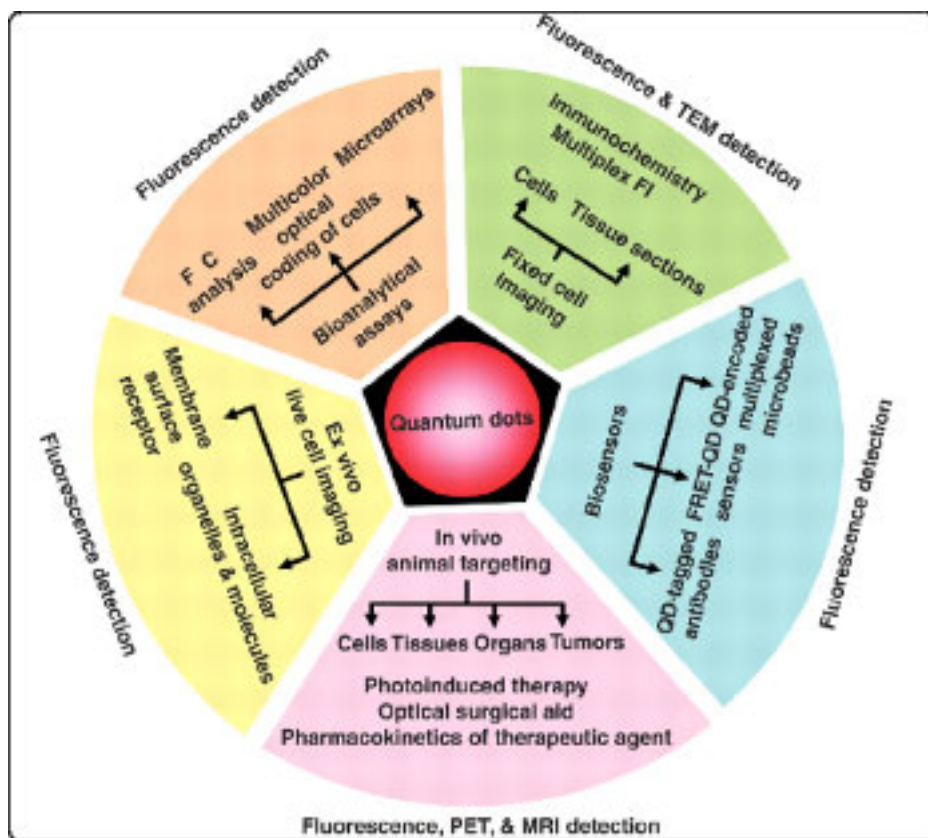 Fluorescence detection
F C
analysis
Multicolor
optical
coding of cells
Microarrays
Bioanalytical
assays
Fluorescence & TEM detection
Immunochemistry
Multiplex FI
Cells
Tissue sections
Fixed cell
imaging
Fluorescence detection
Biosensors
QD-encoded
multiplexed
microbeads
FRET-QD
sensors
QD-tagged
antibodies
Fluorescence, PET, & MRI detection
In vivo
animal targeting
Cells Tissues Organs Tumors
Photoinduced therapy
Optical surgical aid
Pharmacokinetics of therapeutic agent
Fluorescence detection
Ex vivo
live cell imaging
Membrane
surface
receptor
Intracellular
organelles & molecules
Quantum dots